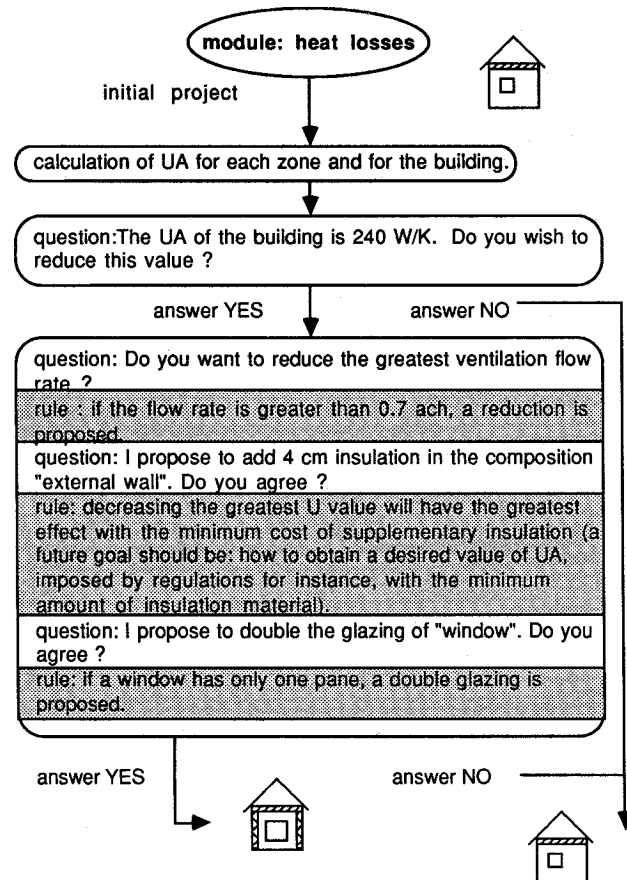 module: heat losses
initial project
calculation of UA for each zone and for the building.
question:The UA of the building is 240 W/K. Do you wish to
reduce this value ?
answer YES
answer NO
question: Do you want to reduce the greatest ventilation flow
rate ?
rule : if the flow rate is greater than 0.7 ach, a reduction is
proposed.
question: I propose to add 4 cm insulation in the composition
"external wall". Do you agree ?
rule: decreasing the greatest U value will have the greatest
effect with the minimum cost of supplementary insulation (a
future goal should be: how to obtain a desired value of UA,
imposed by regulations for instance, with the minimum
amount of insulation material).
question: I propose to double the glazing of "window". Do you
agree ?
rule: if a window has only one pane, a double glazing is
proposed.
answer YES
answer NO